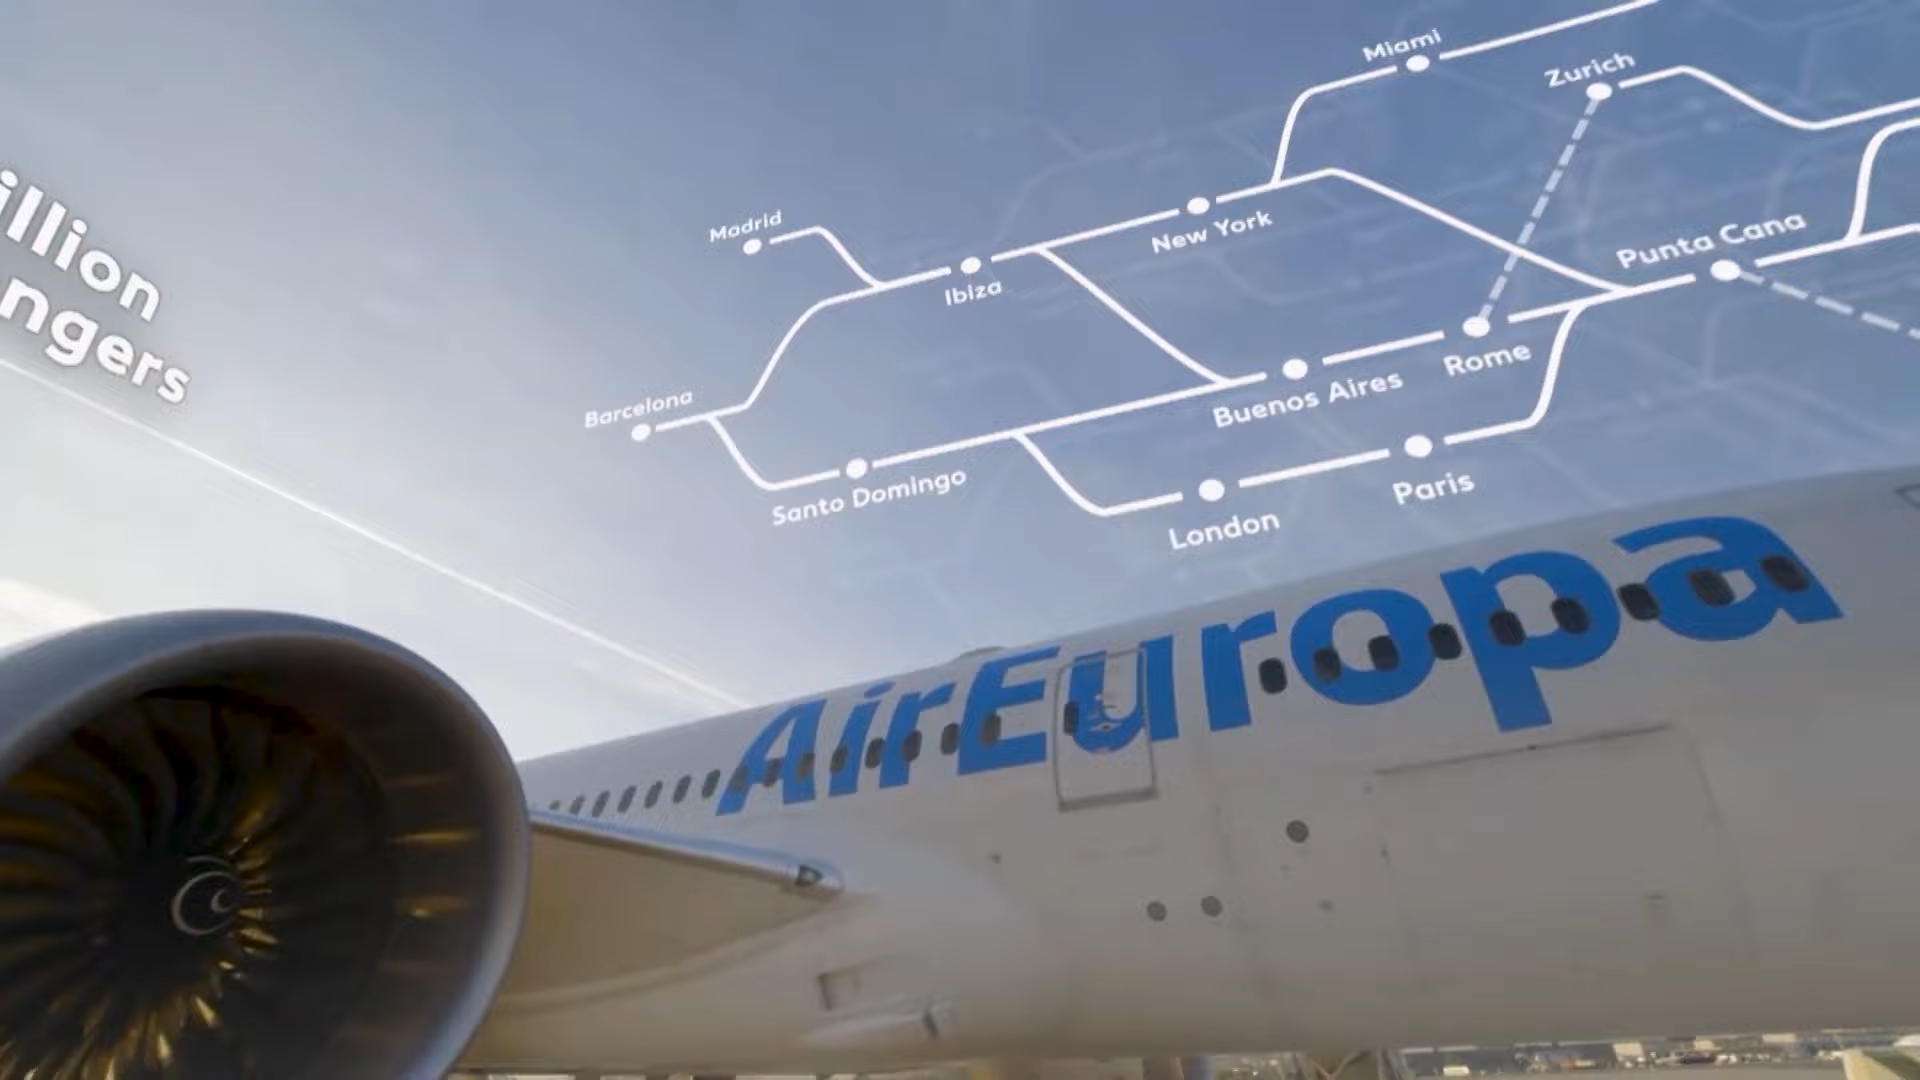 illion
ngers
Miami
Zurich
Madrid
New York
Punta Cana
Ibiza
Rome
Barcelona
Buenos Aires
Santo Domingo
Paris
London
AirEuropa